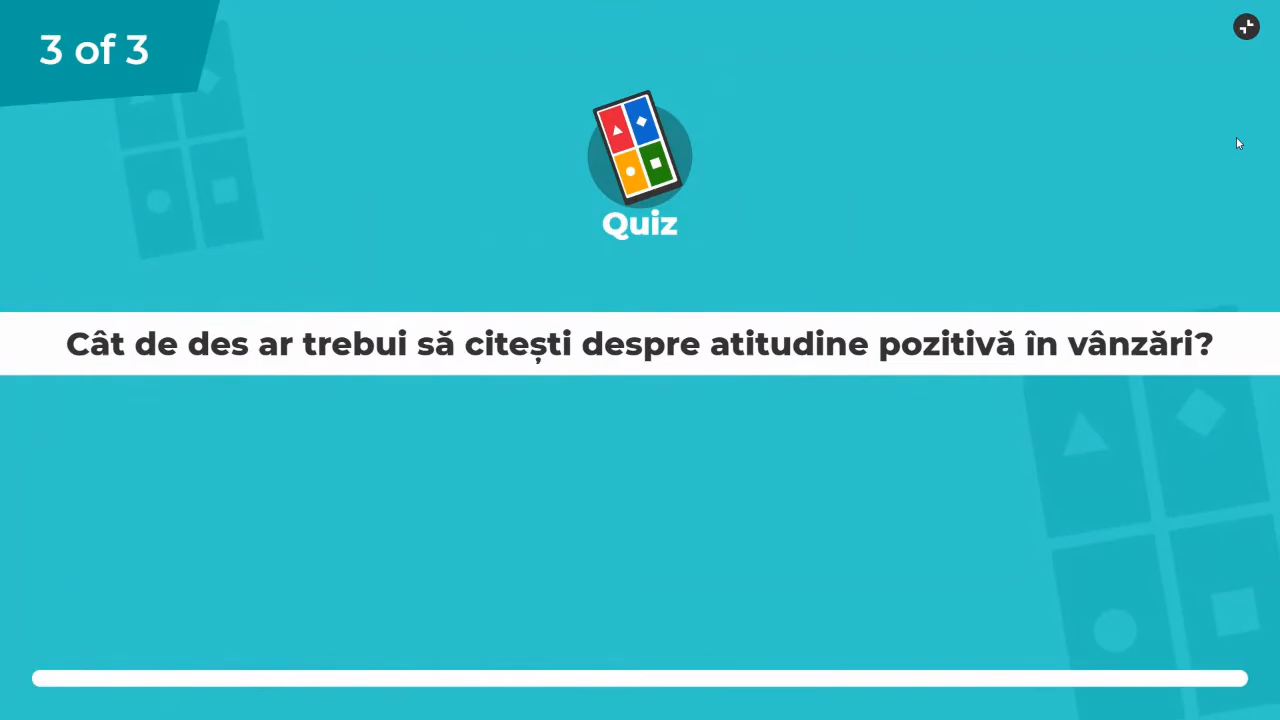 3 of 3
Quiz
Cât de des ar trebui să citești despre atitudine pozitivă în vânzări?